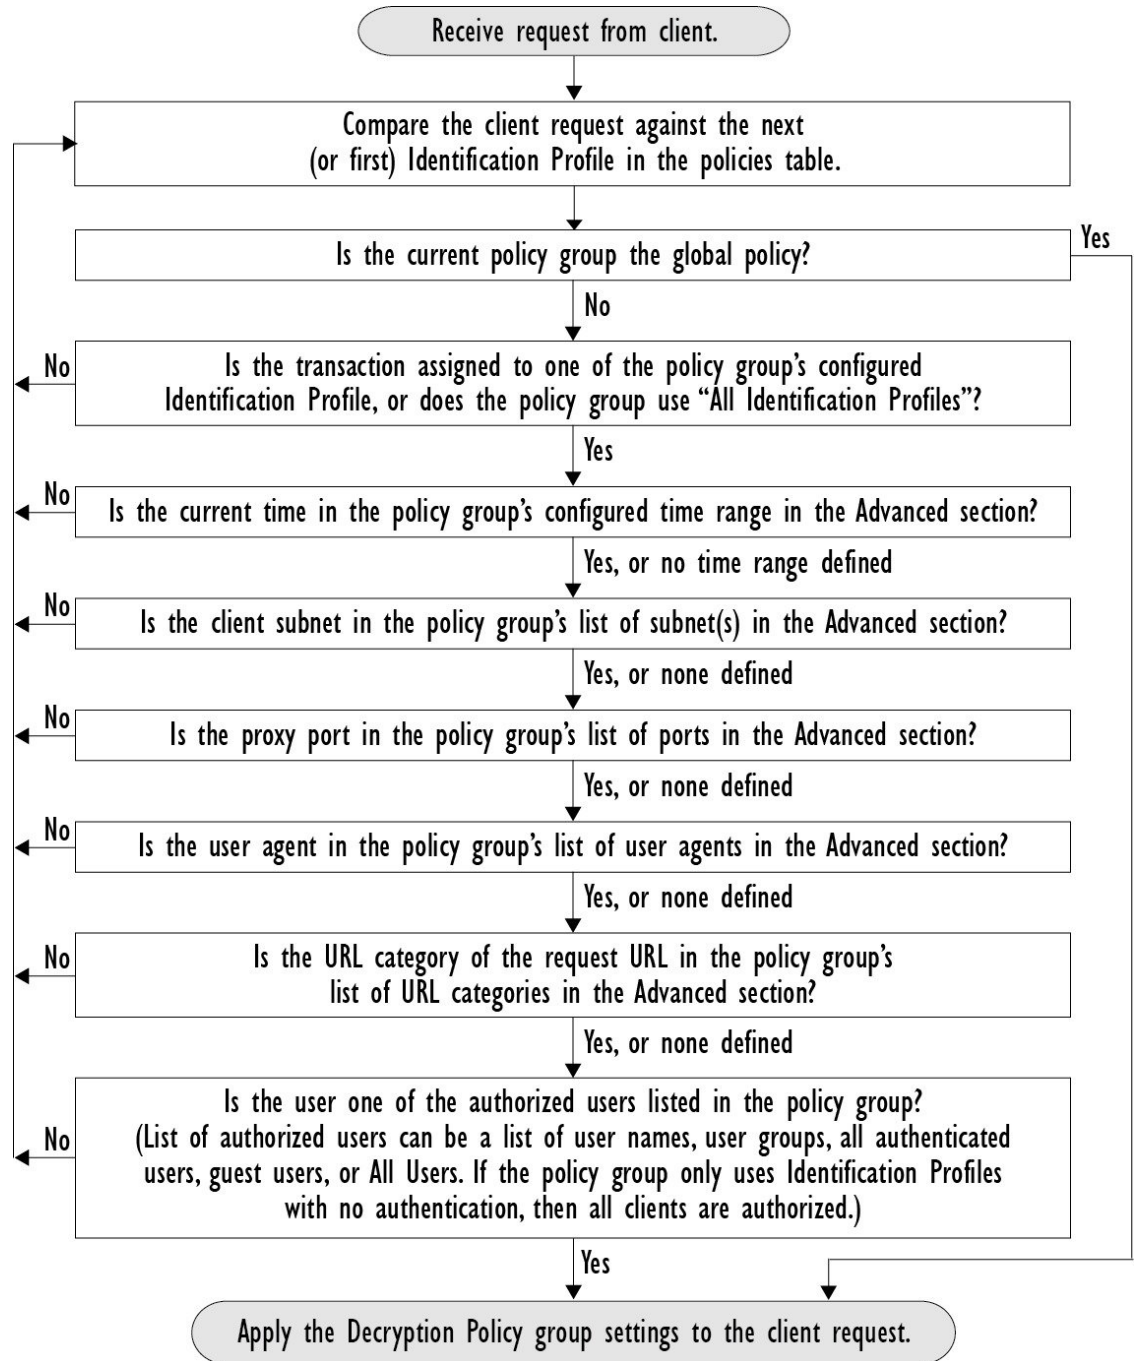 Receive request from client.
Compare the client request against the next
(or first) Identification Profile in the policies table.
Is the current policy group the global policy?
Yes
No
Is the transaction assigned to one of the policy group's configured
Identification Profile, or does the policy group use “All Identification Profiles”?
No
Yes
Is the current time in the policy group's configured time range in the Advanced section?
No
Yes, or no time range defined
Is the client subnet in the policy group's list of subnet(s) in the Advanced section?
No
Yes, or none defined
Is the proxy port in the policy group's list of ports in the Advanced section?
No
Yes, or none defined
Is the user agent in the policy group's list of user agents in the Advanced section?
No
Yes, or none defined
Is the URL category of the request URL in the policy group's
list of URL categories in the Advanced section?
No
Yes, or none defined
Is the user one of the authorized users listed in the policy group?
(List of authorized users can be a list of user names, user groups, all authenticated
users, guest users, or All Users. If the policy group only uses Identification Profiles
with no authentication, then all clients are authorized.)
No
Yes
Apply the Decryption Policy group settings to the client request.